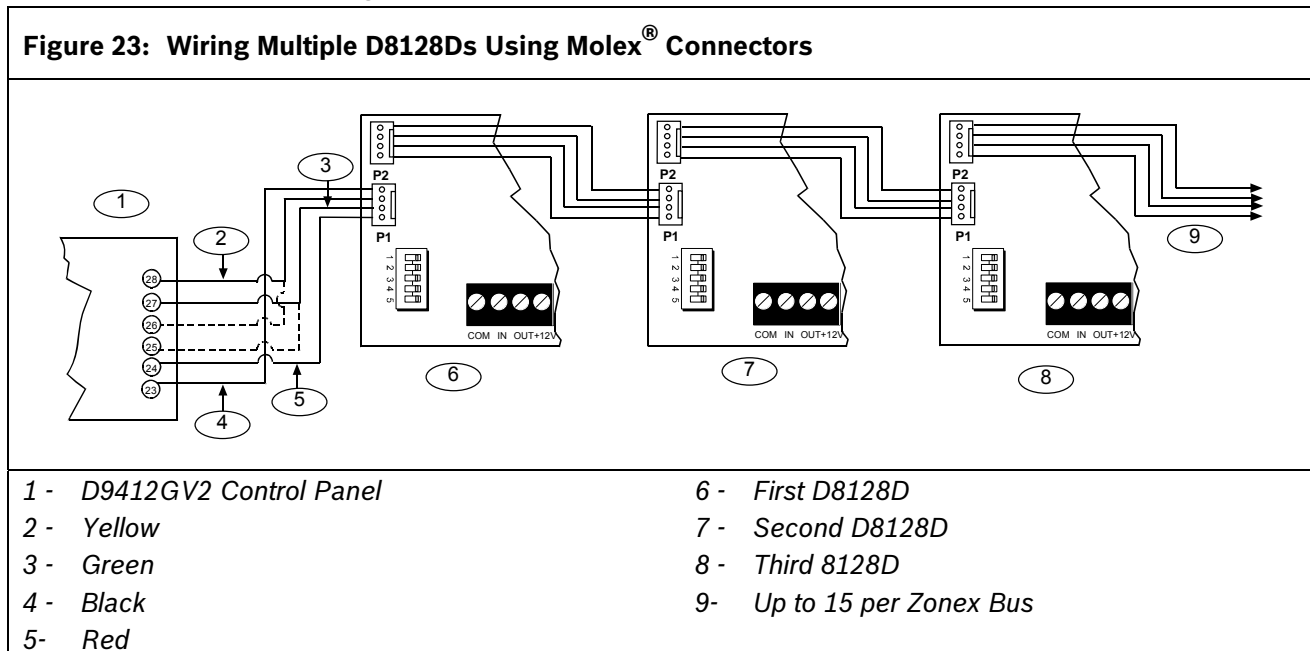 Figure 23: Wiring Multiple D8128Ds Using Molex® Connectors
1
2
3
P2
P1
P2
P1
P2
P1
28
27
26
25
24
23
1 2 3 4 5
1 2 3 4 5
1 2 3 4 5
COM IN OUT+12V
COM IN OUT+12V
COM IN OUT+12V
4
5
6
7
8
9
1 - D9412GV2 Control Panel
2 - Yellow
3 - Green
4 - Black
5- Red
6 - First D8128D
7 - Second D8128D
8 - Third 8128D
9- Up to 15 per Zonex Bus